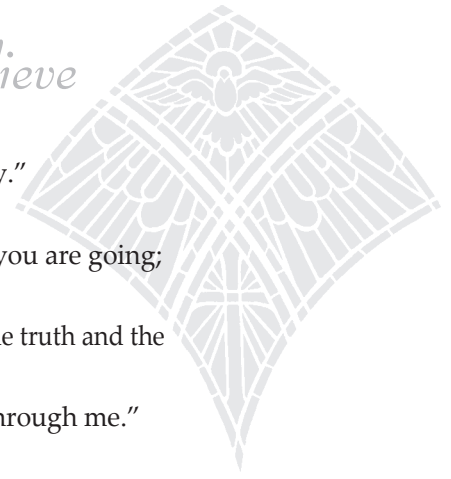 ieve
y.”
you are going;
e truth and the
hrough me.”